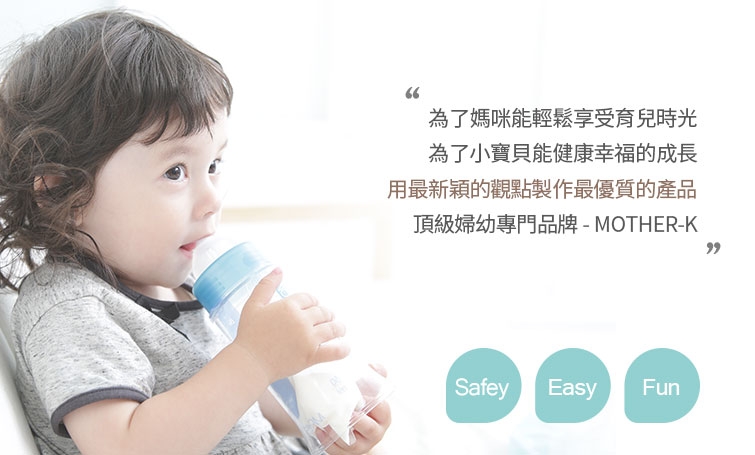 “
為了媽咪能輕鬆享受育兒時光
為了小寶貝能健康幸福的成長
用最新穎的觀點製作最優質的產品
頂級婦幼專門品牌 - MOTHER-K
”
Safey
Easy
Fun